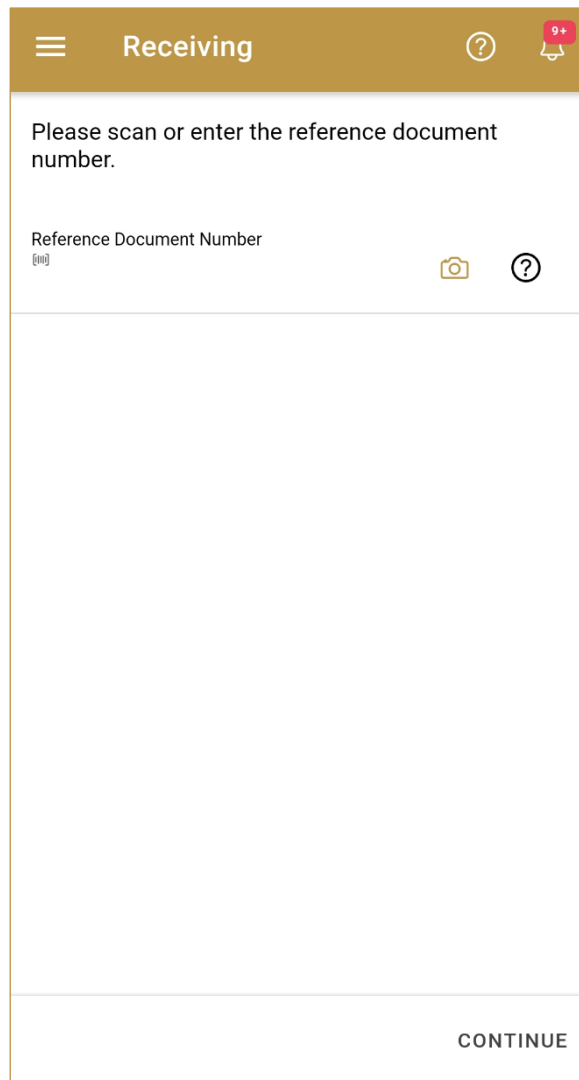 Receiving
9+
Please scan or enter the reference document
number.
Reference Document Number
CONTINUE